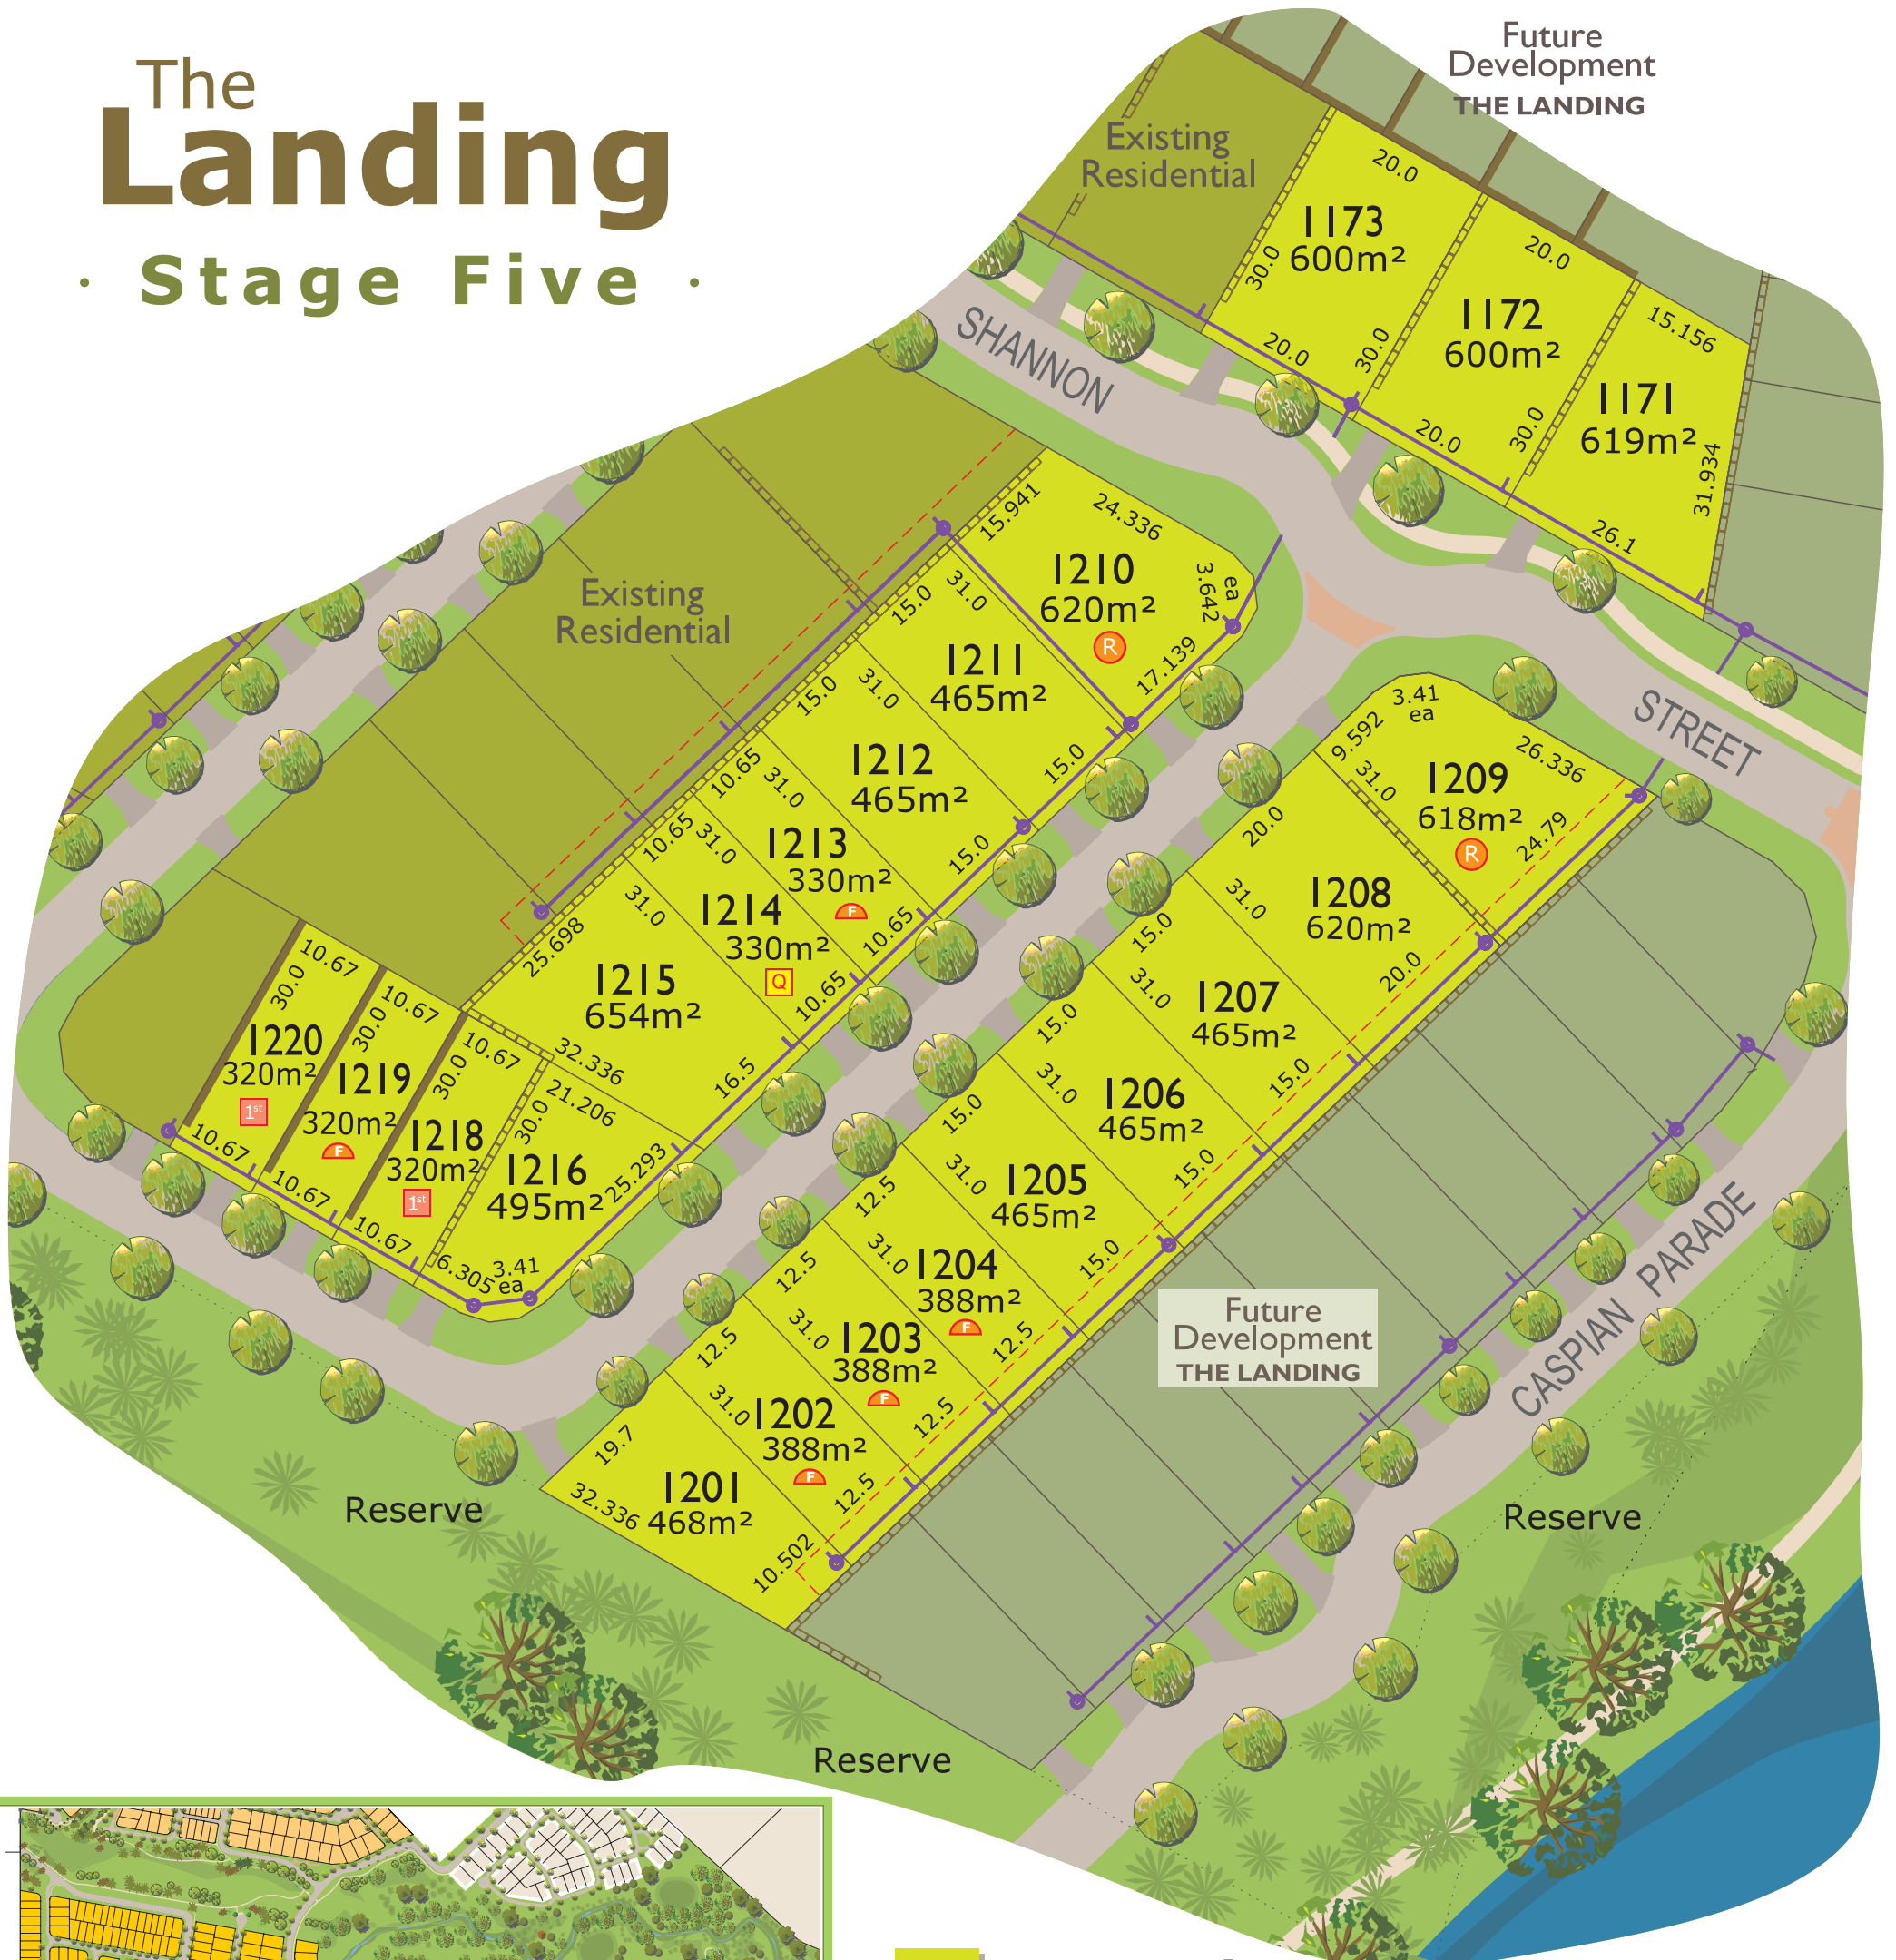 The
Landing
· Stage Five ·
Future
Development
THE LANDING
Existing
Residential
20.0
1173
600m²
30.0
20.0
20.0
1172
600m²
30.0
20.0
15.156
1171
619m²
30.0
31.934
26.1
SHANNON
STREET
Existing
Residential
15.941
24.336
1210
620m²
R
ea
3.642
17.139
31.0
15.0
1211
465m²
15.0
31.0
15.0
1212
465m²
15.0
31.0
10.65
1213
330m²
F
10.65
31.0
10.65
1214
330m²
Q
10.65
31.0
25.698
1215
654m²
32.336
16.5
3.41
ea
9.592
26.336
1209
618m²
R
31.0
24.79
20.0
1208
620m²
31.0
20.0
15.0
1207
465m²
31.0
15.0
15.0
1206
465m²
31.0
15.0
15.0
1205
465m²
31.0
15.0
12.5
1204
388m²
F
31.0
12.5
12.5
1203
388m²
F
31.0
12.5
12.5
1202
388m²
F
31.0
12.5
19.7
1201
468m²
32.336
10.502
10.67
30.0
1220
320m²
1st
10.67
10.67
30.0
1219
320m²
F
10.67
10.67
30.0
1218
320m²
1st
10.67
21.206
30.0
1216
495m²
25.293
6.305
3.41
ea
Future
Development
THE LANDING
CASPIAN PARADE
Reserve
Reserve
Reserve